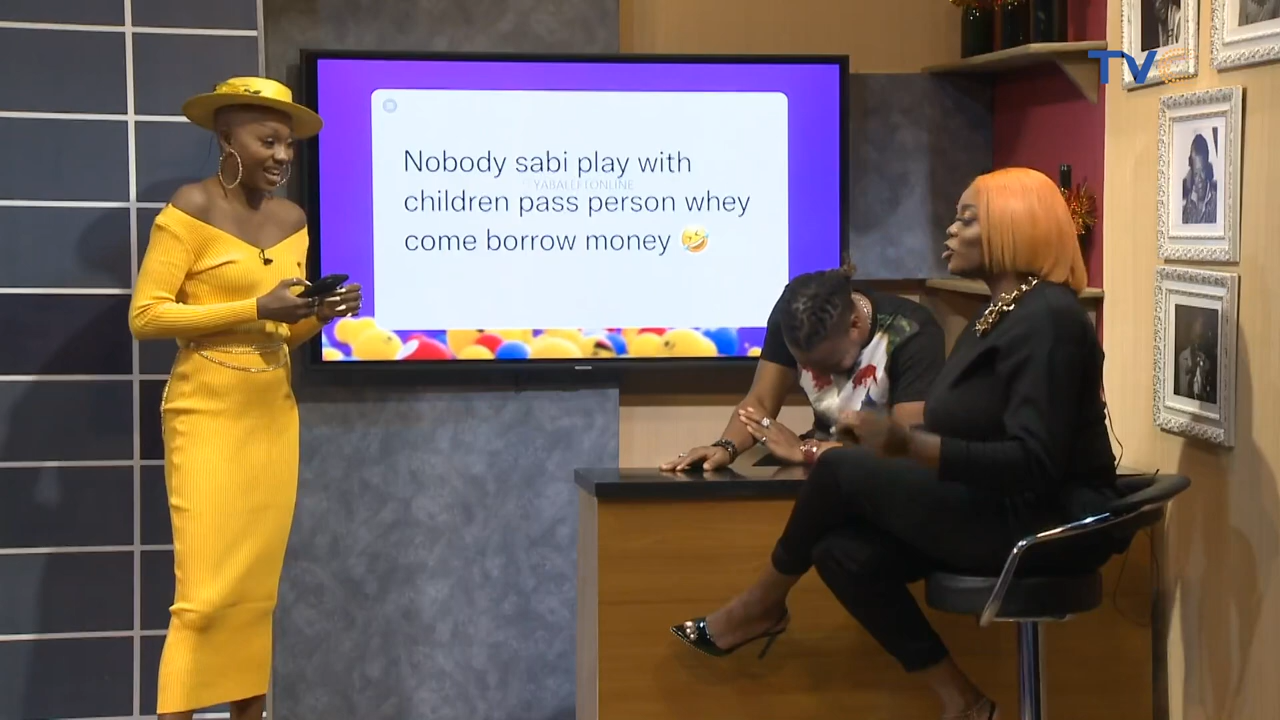 TV
Nobody sabi play with
YABALEFTONLINE
children pass person whey
come borrow money 🤣